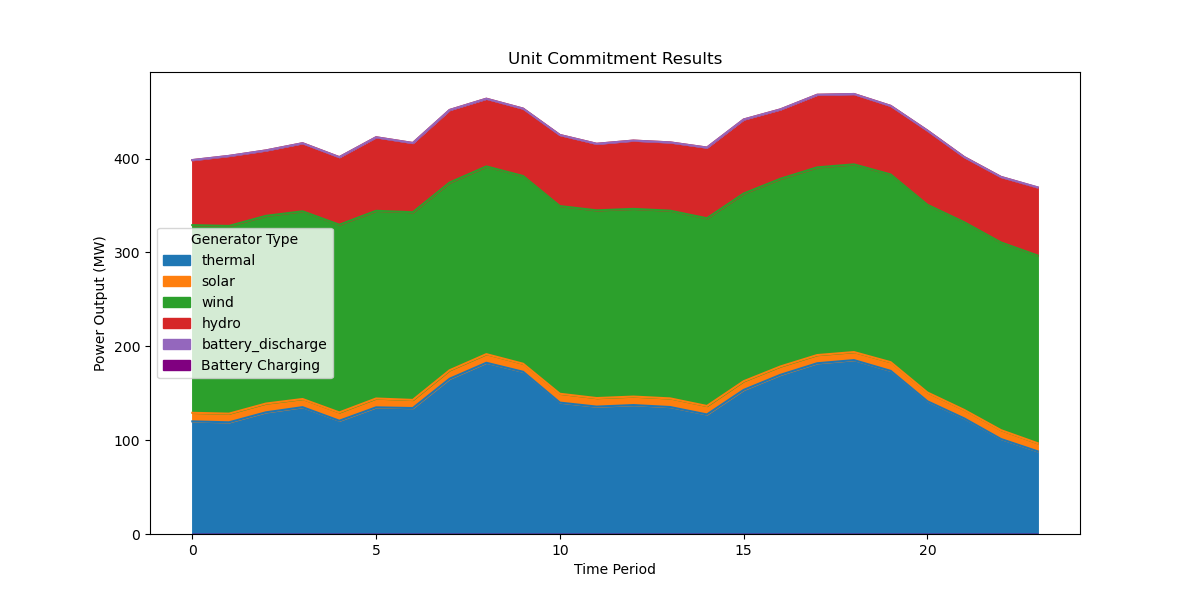 Unit Commitment Results
Power Output (MW)
400
300
200
100
0
Generator Type
thermal
solar
wind
hydro
battery_discharge
Battery Charging
0 5 10 15 20
Time Period